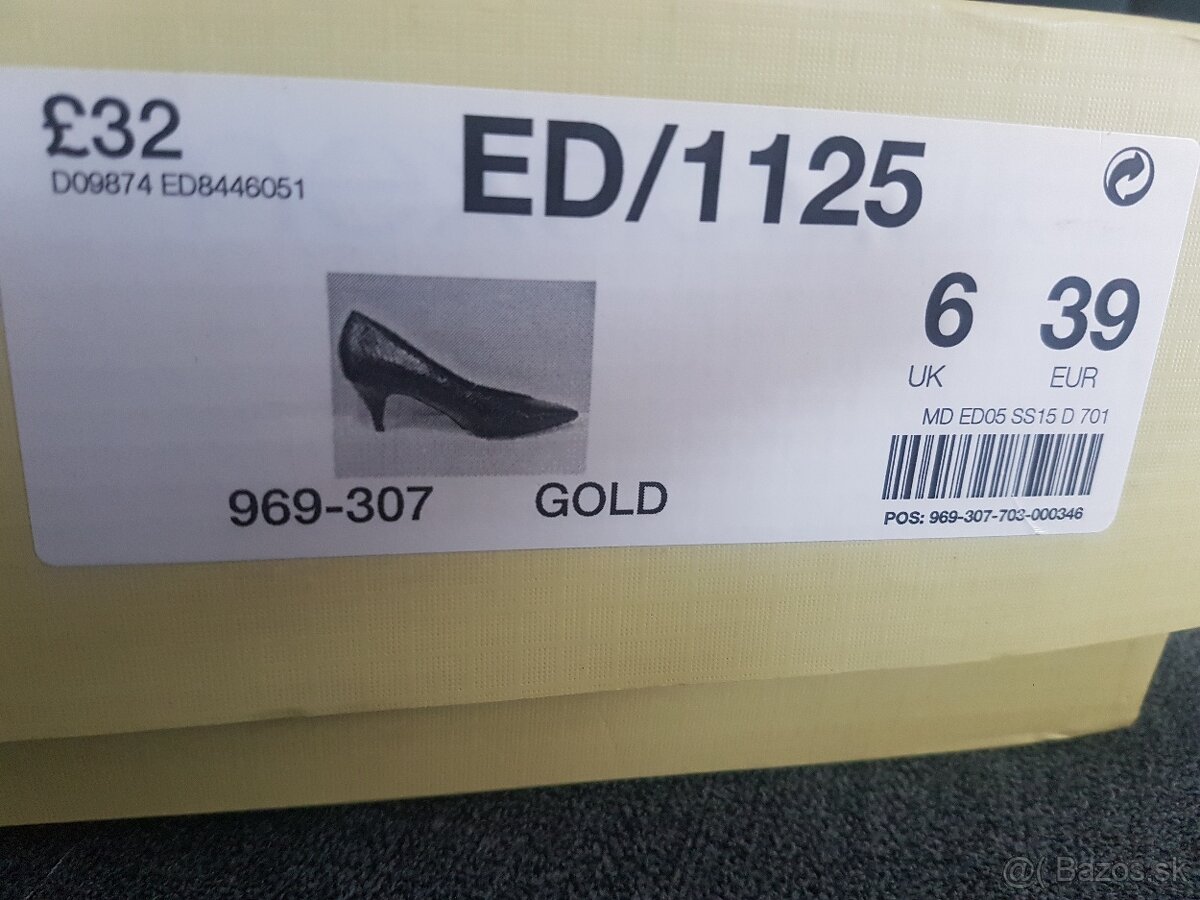 £32
D09874 ED8446051
ED/1125
6 39
UK EUR
MD ED05 SS15 D 701
969-307 GOLD
POS: 969-307-703-000346
@( Bazos.sk